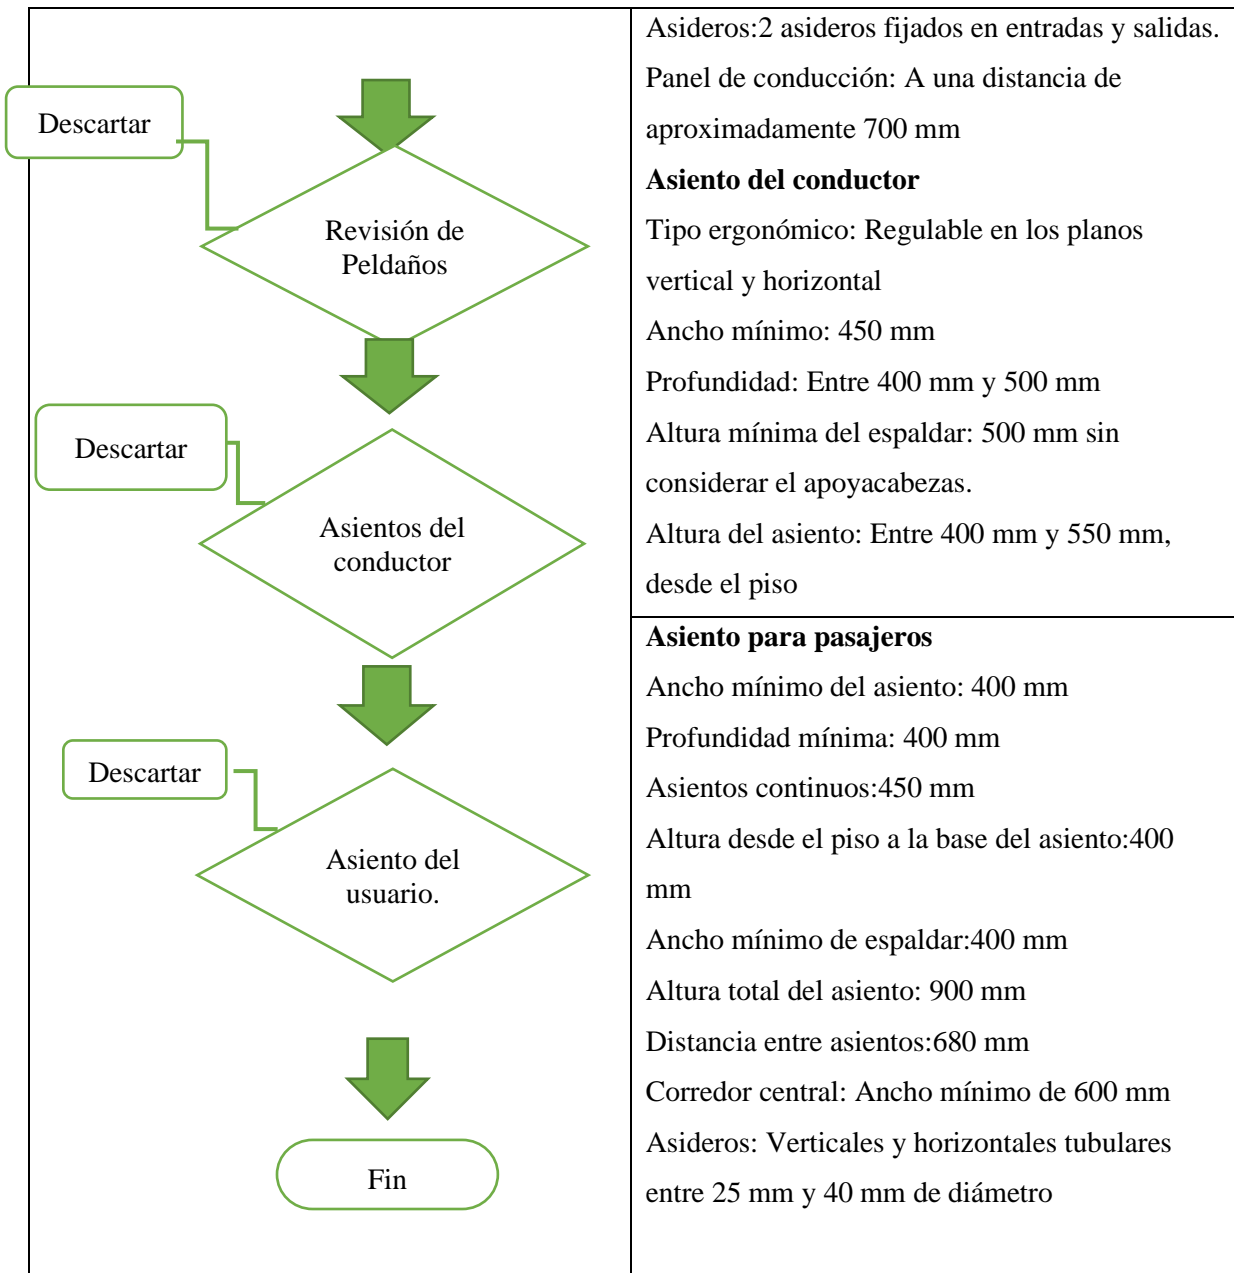 Descartar
Revisión de
Peldaños
Descartar
Asientos del
conductor
Descartar
Asiento del
usuario.
Fin
Asideros:2 asideros fijados en entradas y salidas.
Panel de conducción: A una distancia de
aproximadamente 700 mm
Asiento del conductor
Tipo ergonómico: Regulable en los planos
vertical y horizontal
Ancho mínimo: 450 mm
Profundidad: Entre 400 mm y 500 mm
Altura mínima del espaldar: 500 mm sin
considerar el apoyacabezas.
Altura del asiento: Entre 400 mm y 550 mm,
desde el piso
Asiento para pasajeros
Ancho mínimo del asiento: 400 mm
Profundidad mínima: 400 mm
Asientos continuos:450 mm
Altura desde el piso a la base del asiento:400
mm
Ancho mínimo de espaldar:400 mm
Altura total del asiento: 900 mm
Distancia entre asientos:680 mm
Corredor central: Ancho mínimo de 600 mm
Asideros: Verticales y horizontales tubulares
entre 25 mm y 40 mm de diámetro